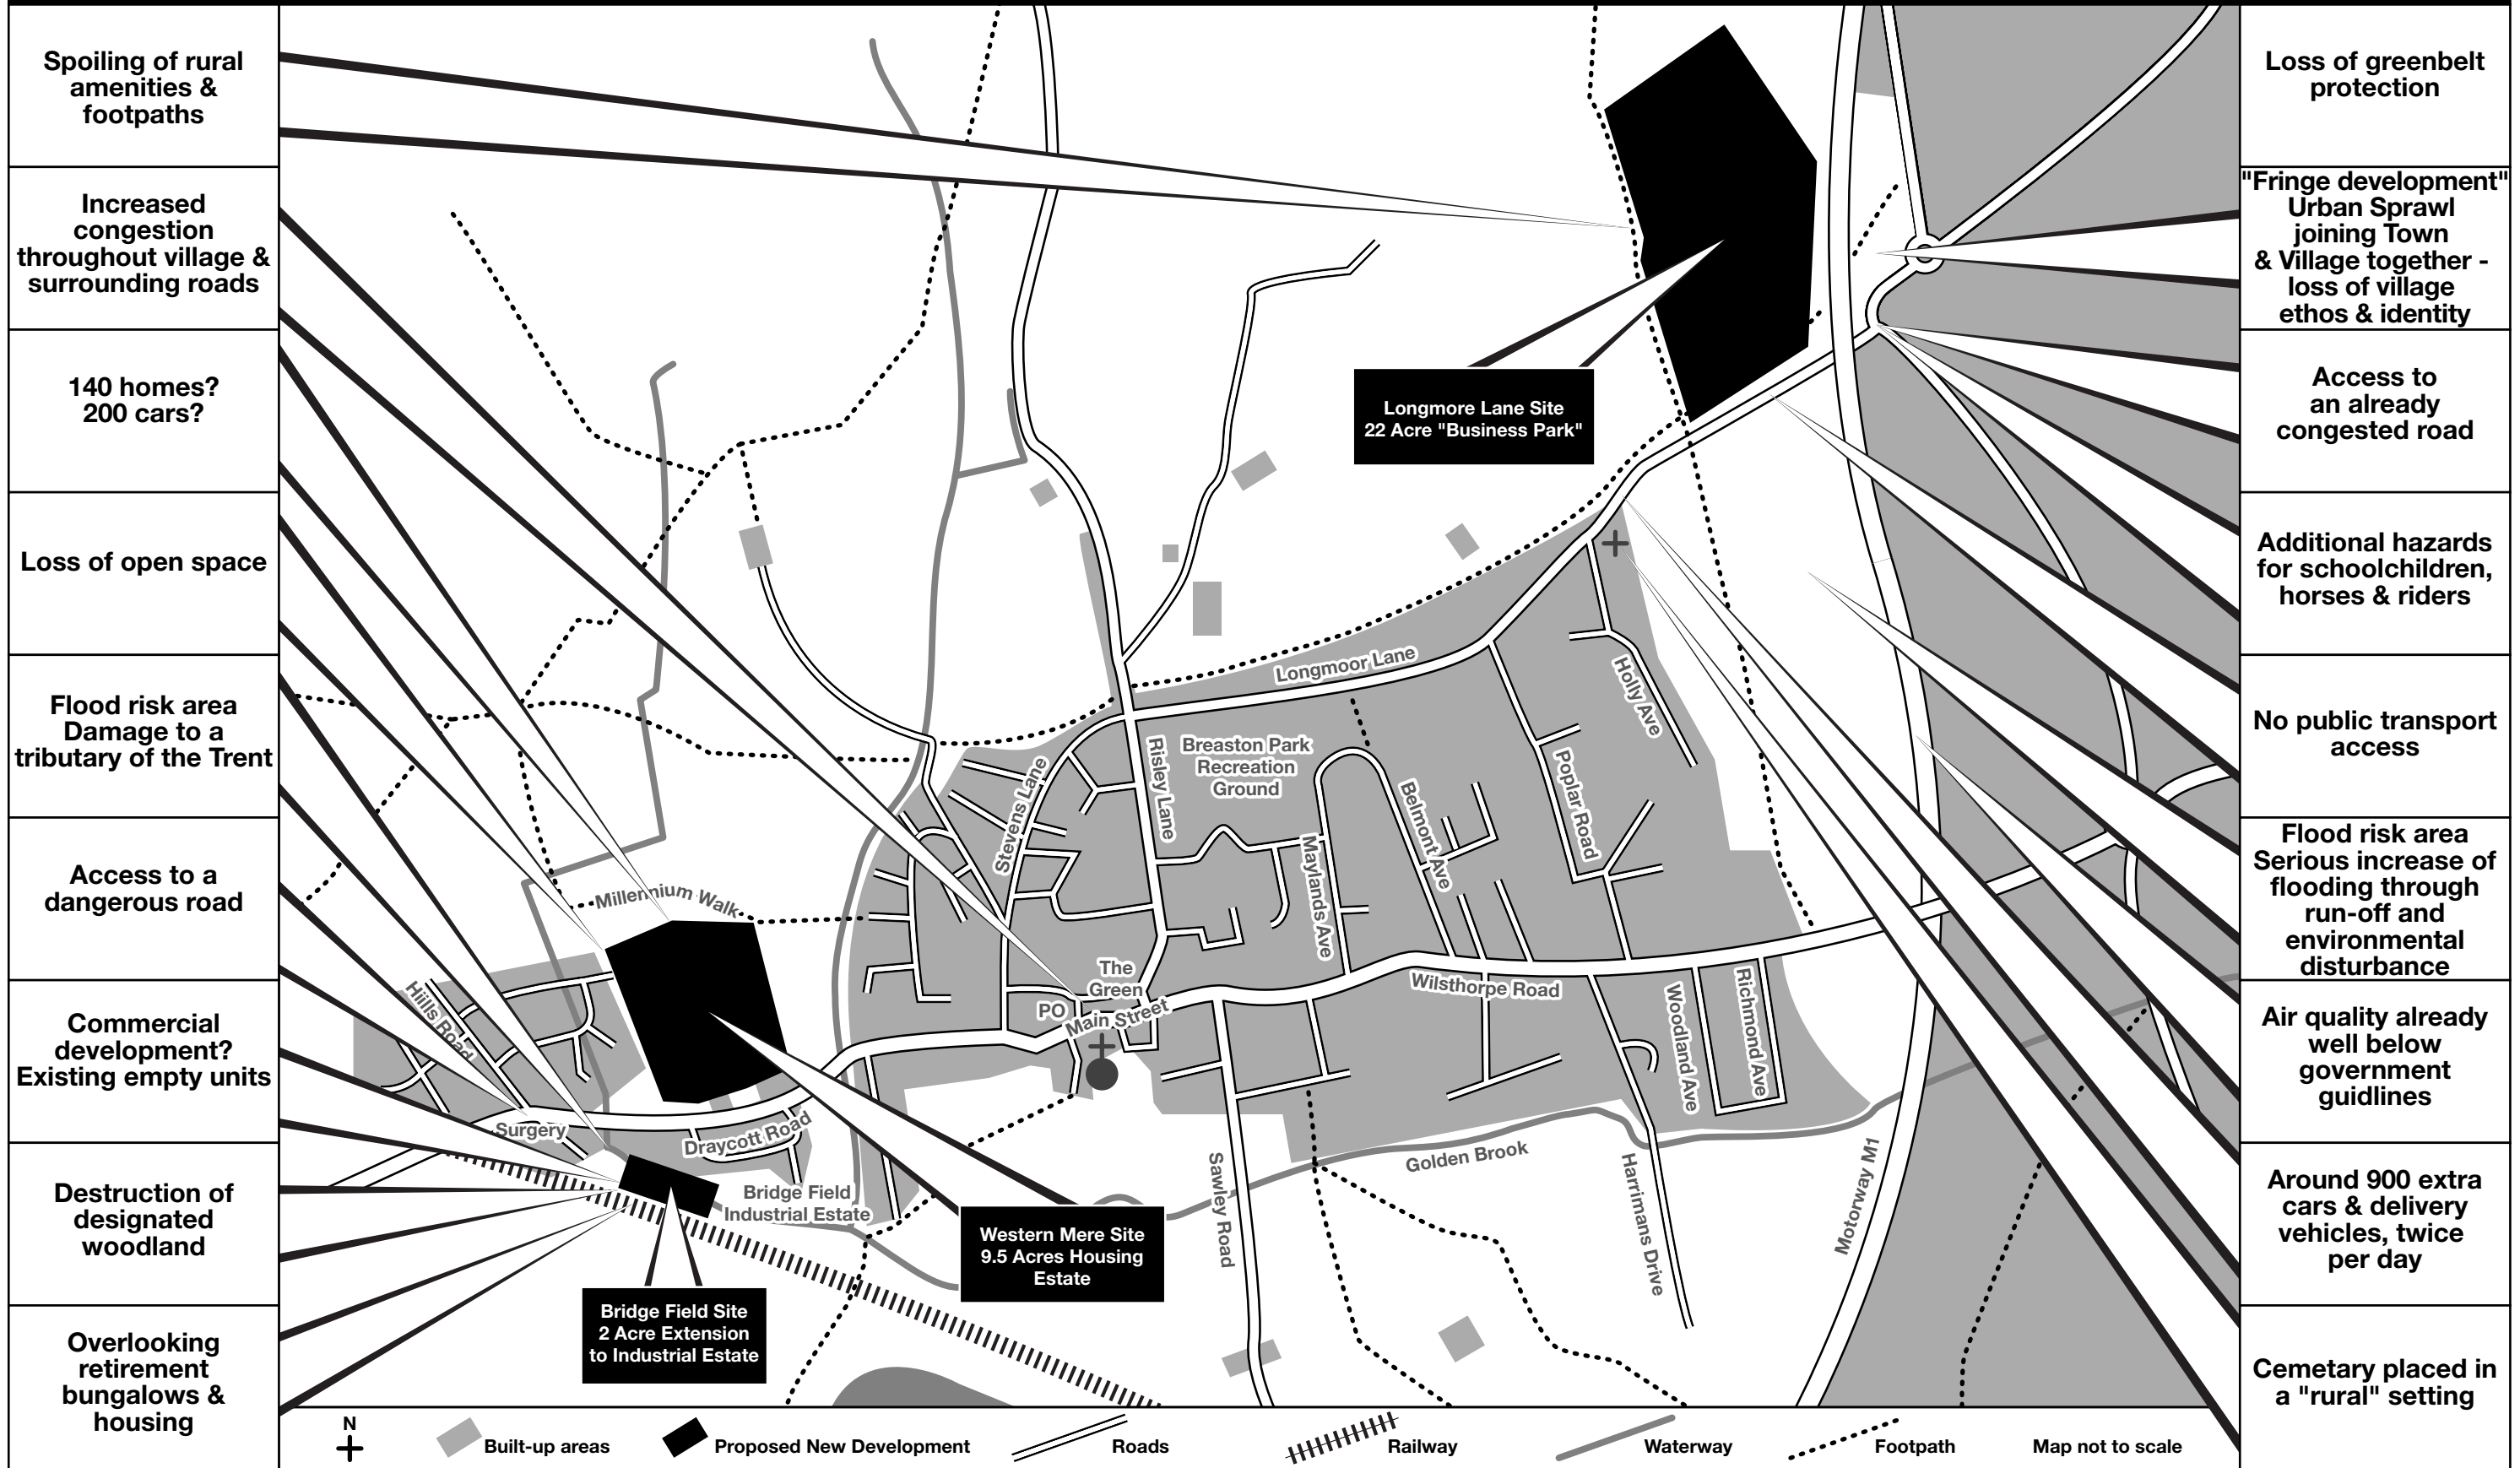 Spoiling of rural
amenities &
footpaths
Increased
congestion
throughout village &
surrounding roads
140 homes?
200 cars?
Loss of open space
Flood risk area
Damage to a
tributary of the Trent
Access to a
dangerous road
Commercial
development?
Existing empty units
Destruction of
designated
woodland
Overlooking
retirement
bungalows &
housing
Longmore Lane Site
22 Acre "Business Park"
Longmoor Lane
Holly Ave
Breaston Park
Recreation
Ground
Risley Lane
Stevens Lane
Poplar Road
Belmont Ave
Maylands Ave
Millennium Walk
The
Green
PO
Main Street
Wilsthorpe Road
Woodland Ave
Richmond Ave
Hills Road
Surgery
Draycott Road
Bridge Field
Industrial Estate
Golden Brook
Sawley Road
Harrimans Drive
Motorway M1
Western Mere Site
9.5 Acres Housing
Estate
Bridge Field Site
2 Acre Extension
to Industrial Estate
Loss of greenbelt
protection
"Fringe development"
Urban Sprawl
joining Town
& Village together -
loss of village
ethos & identity
Access to
an already
congested road
Additional hazards
for schoolchildren,
horses & riders
No public transport
access
Flood risk area
Serious increase of
flooding through
run-off and
environmental
disturbance
Air quality already
well below
government
guidlines
Around 900 extra
cars & delivery
vehicles, twice
per day
Cemetary placed in
a "rural" setting
N
Built-up areas
Proposed New Development
Roads
Railway
Waterway
Footpath
Map not to scale